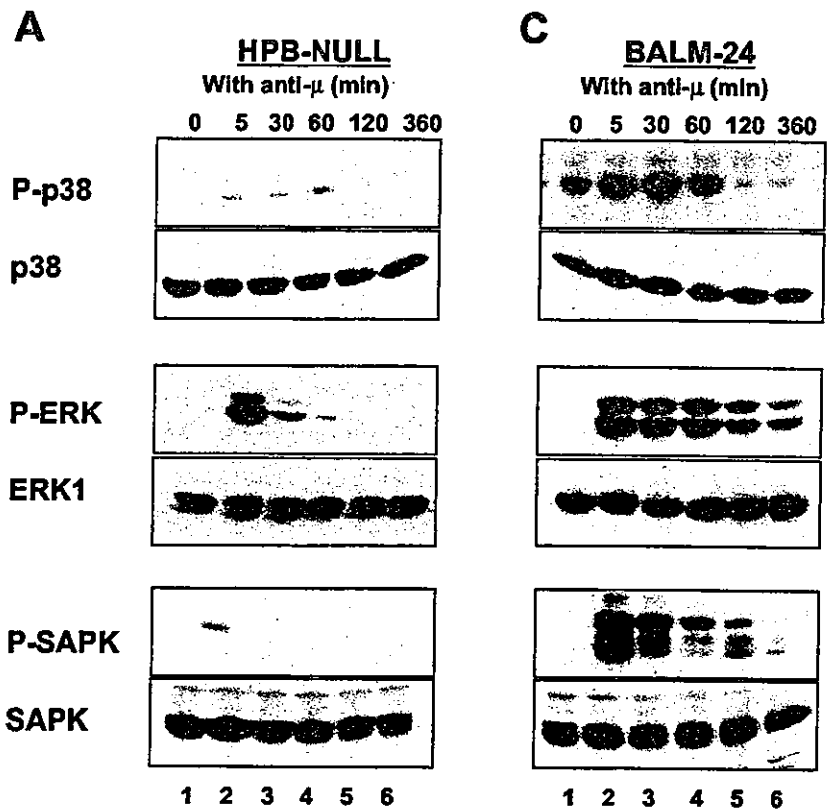 A
HPB-NULL
With anti-μ (min)
0 5 30 60 120 360
C
BALM-24
With anti-μ (min)
0 5 30 60 120 360
P-p38
p38
P-ERK
ERK1
P-SAPK
SAPK
1 2 3 4 5 6
1 2 3 4 5 6